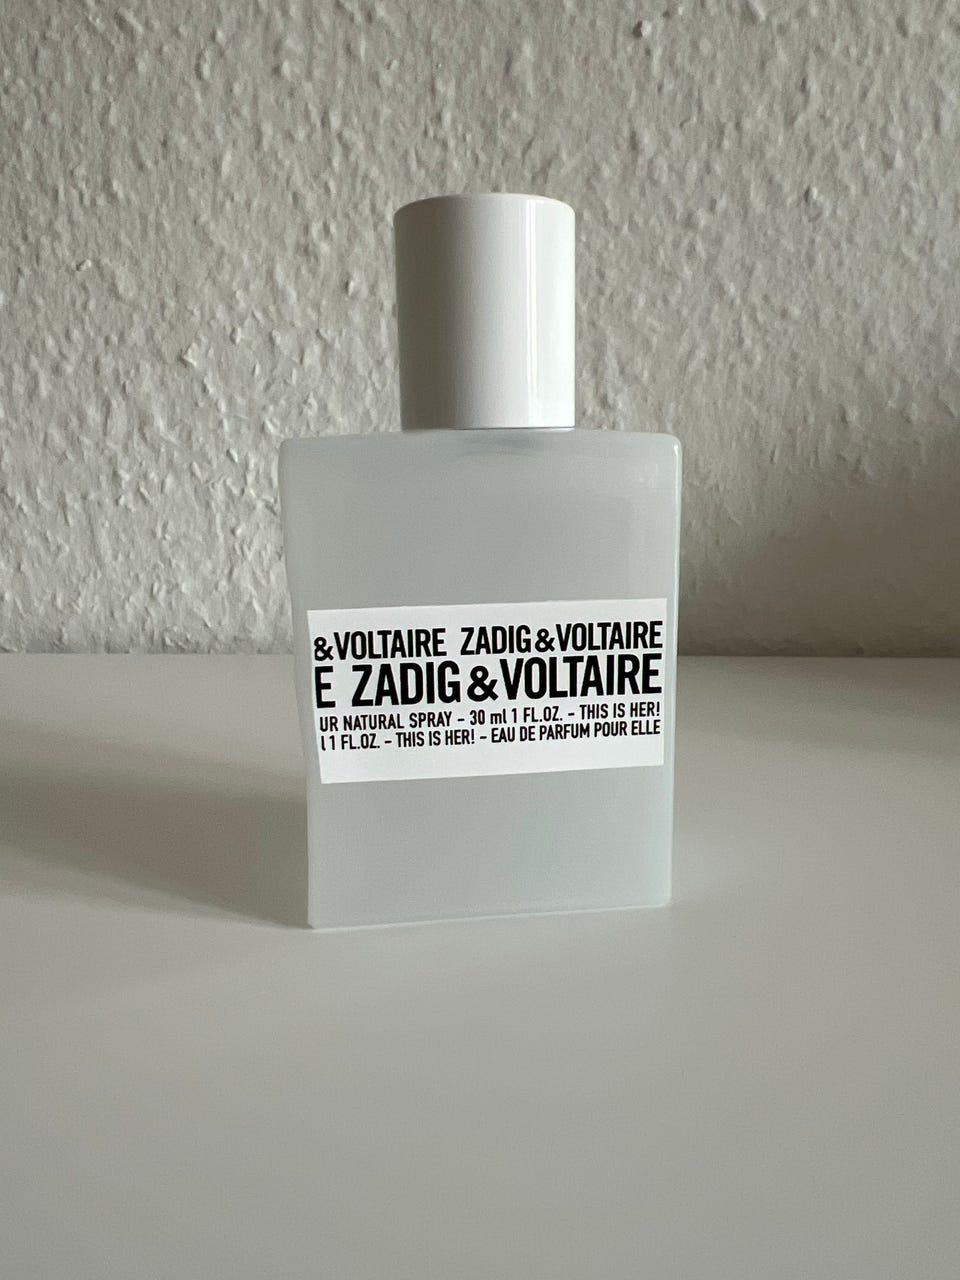 &VOLTAIRE ZADIG&VOLTAIRE
E ZADIG&VOLTAIRE
UR NATURAL SPRAY – 30 ml 1 FL.OZ. – THIS IS HER!
l 1 FL.OZ. – THIS IS HER! – EAU DE PARFUM POUR ELLE